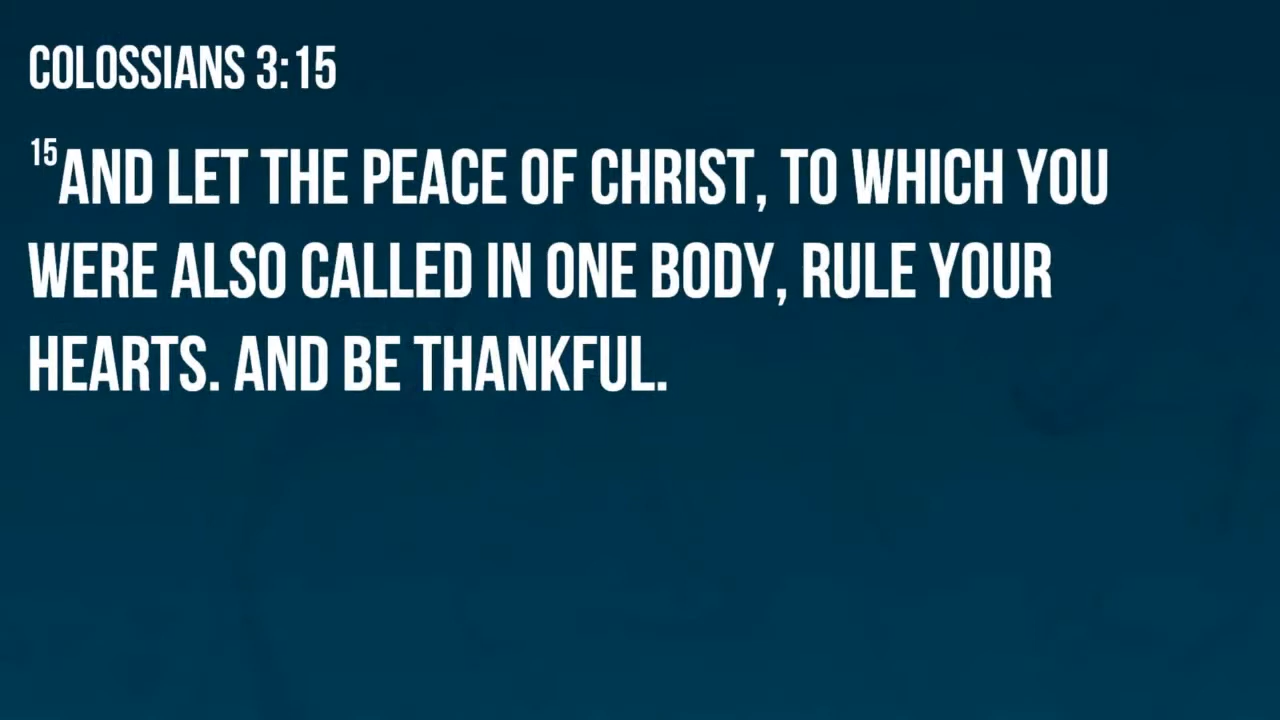 COLOSSIANS 3:15
15AND LET THE PEACE OF CHRIST, TO WHICH YOU
WERE ALSO CALLED IN ONE BODY, RULE YOUR
HEARTS. AND BE THANKFUL.